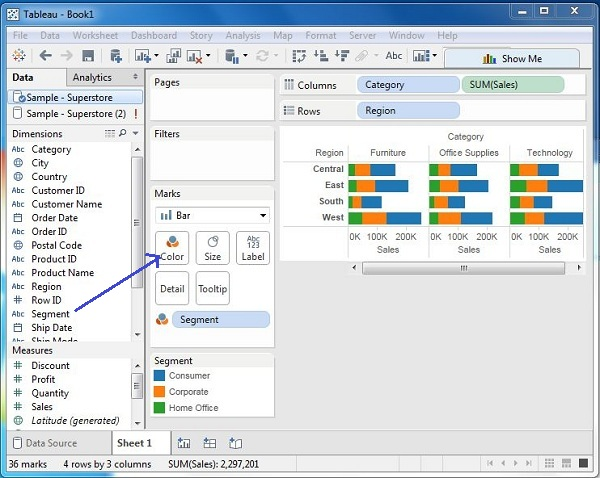 Tableau - Book1
File Data Worksheet Dashboard Story Analysis Map Format Server Window Help
Abc Show Me
Data Analytics
Sample - Superstore
Sample - Superstore (2) !
Dimensions
Abc Category
City
Country
Abc Customer ID
Abc Customer Name
Order Date
Abc Order ID
Postal Code
Abc Product ID
Abc Product Name
Abc Region
# Row ID
Abc Segment
Ship Date
Abc Ship Mode
Measures
# Discount
# Profit
# Quantity
# Sales
Latitude (generated)
Pages
Filters
Marks
Bar
Color Size Abc 123 Label
Detail Tooltip
Segment
Segment
Consumer
Corporate
Home Office
Columns Category SUM(Sales)
Rows Region
Category
Region Furniture Office Supplies Technology
Central
East
South
West
0K 100K 200K 0K 100K 200K 0K 100K 200K
Sales Sales Sales
Data Source Sheet 1
36 marks 4 rows by 3 columns SUM(Sales): 2,297,201